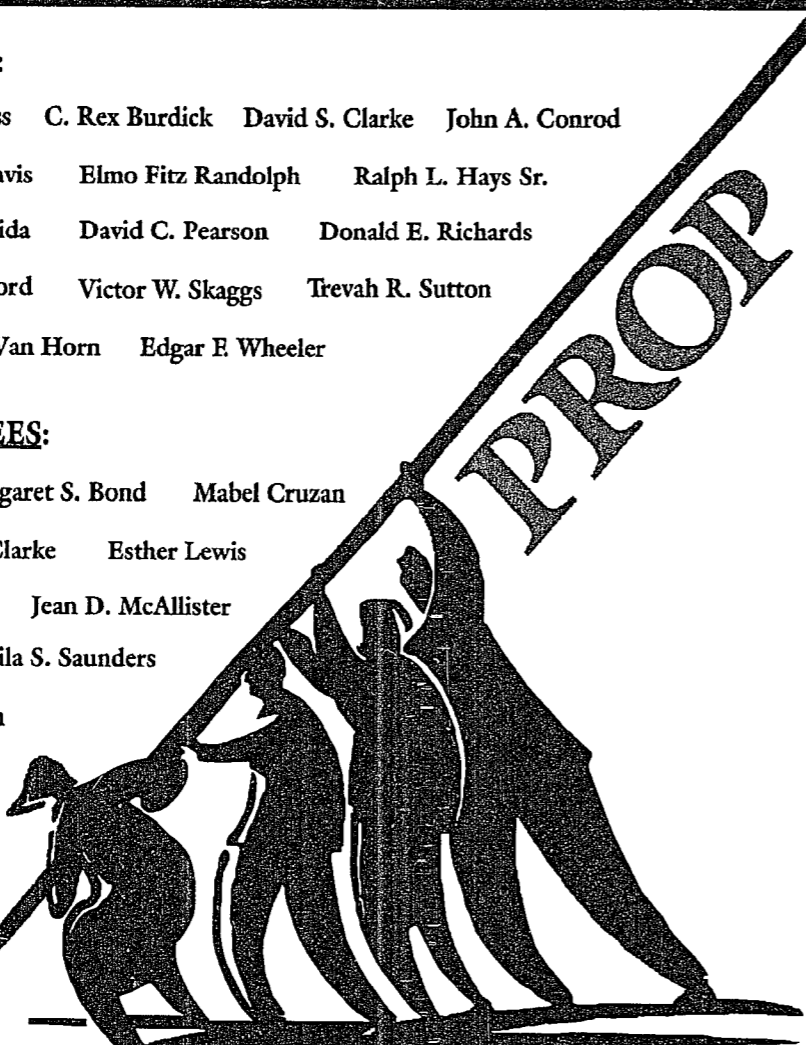 :
ss C. Rex Burdick David S. Clarke John A. Conrod
avis Elmo Fitz Randolph Ralph L. Hays Sr.
ida David C. Pearson Donald E. Richards
ord Victor W. Skaggs Trevah R. Sutton
Van Horn Edgar F. Wheeler
EES:
garet S. Bond Mabel Cruzan
Clarke Esther Lewis
Jean D. McAllister
ila S. Saunders
n
PROP